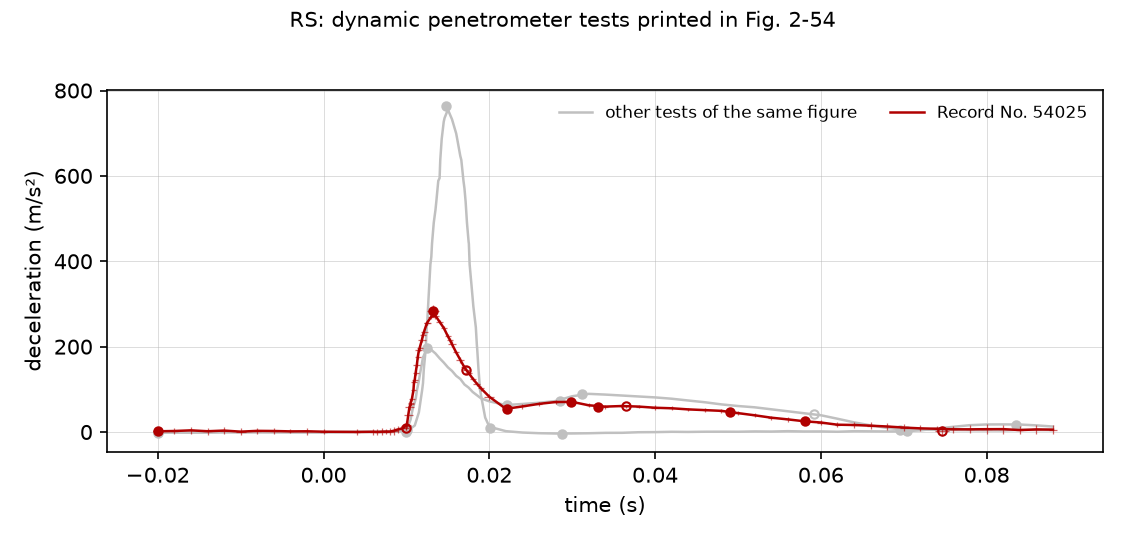 RS: dynamic penetrometer tests printed in Fig. 2-54
other tests of the same figure
Record No. 54025
800
600
400
200
0
deceleration (m/s²)
−0.02
0.00
0.02
0.04
0.06
0.08
time (s)